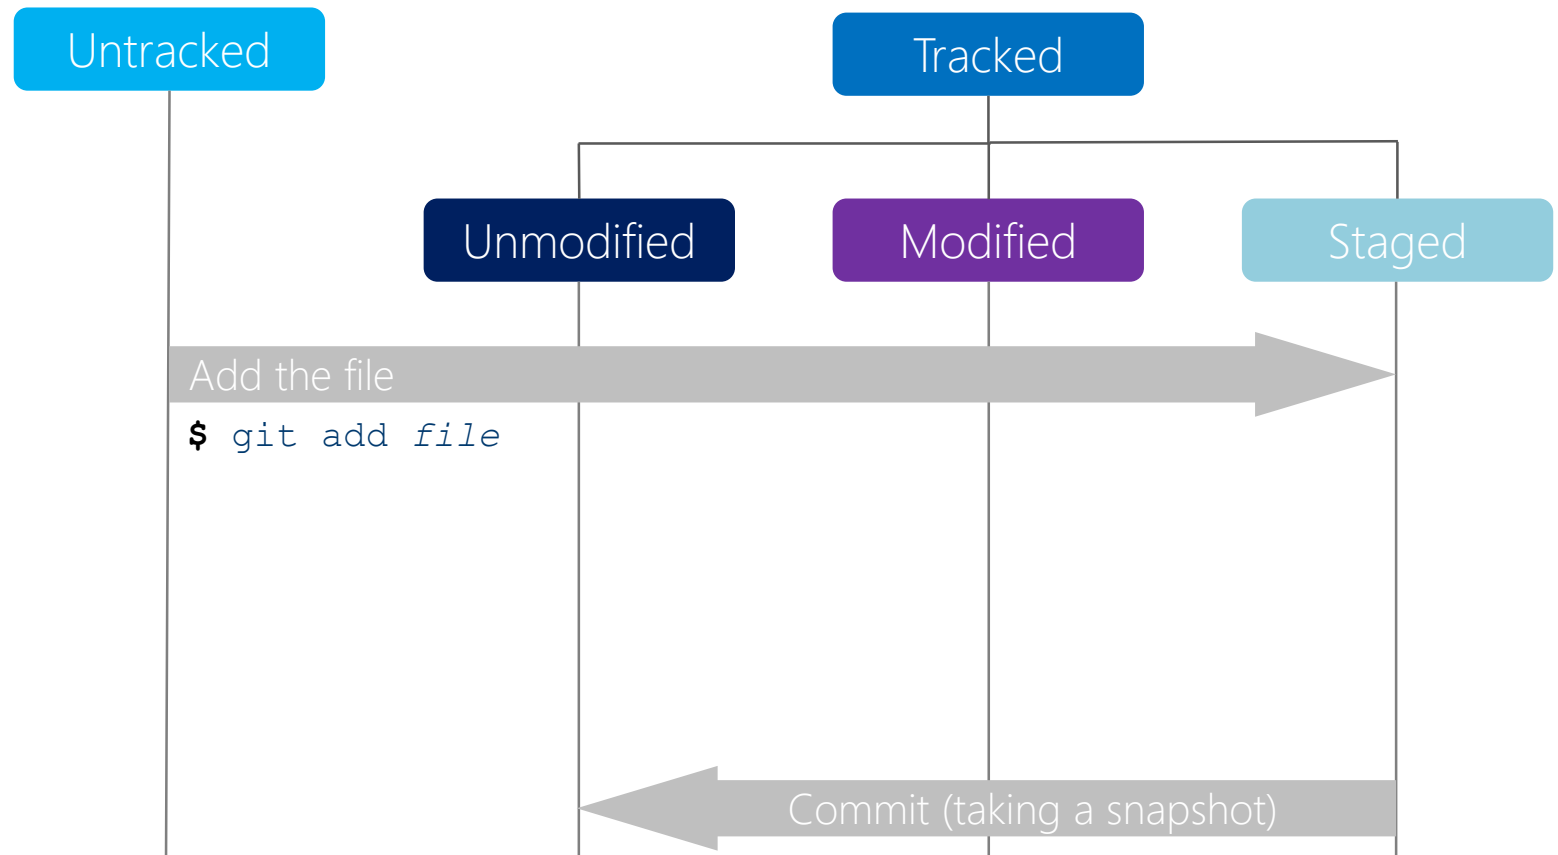 Untracked
Tracked
Unmodified
Modified
Staged
Add the file
$ git add file
Commit (taking a snapshot)